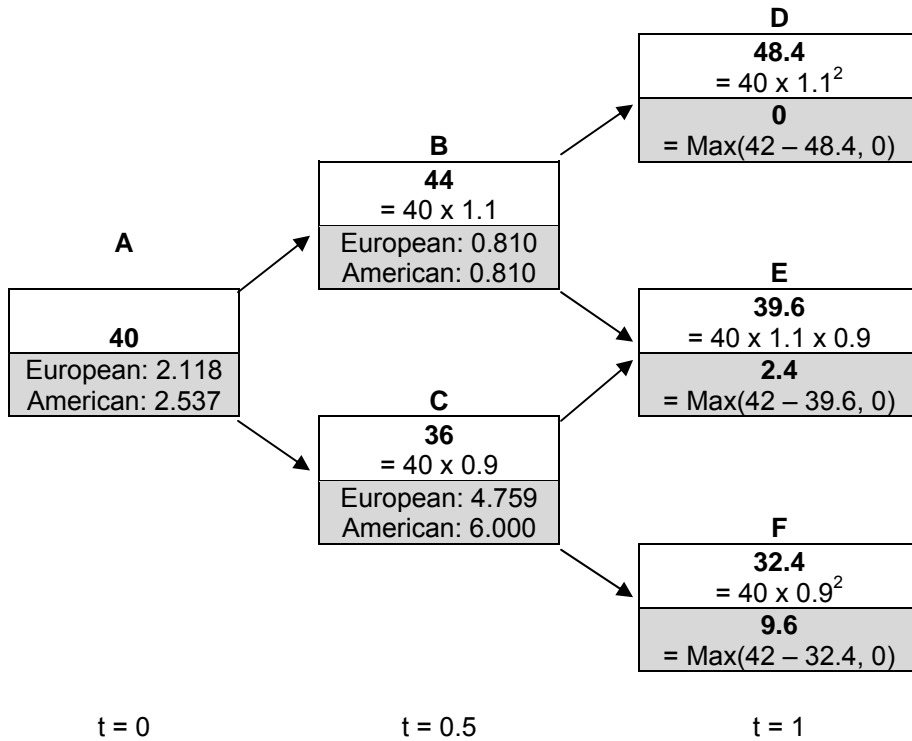 A
40
European: 2.118
American: 2.537
B
44
= 40 x 1.1
European: 0.810
American: 0.810
C
36
= 40 x 0.9
European: 4.759
American: 6.000
D
48.4
= 40 x 1.1²
0
= Max(42 – 48.4, 0)
E
39.6
= 40 x 1.1 x 0.9
2.4
= Max(42 – 39.6, 0)
F
32.4
= 40 x 0.9²
9.6
= Max(42 – 32.4, 0)
t = 0
t = 0.5
t = 1